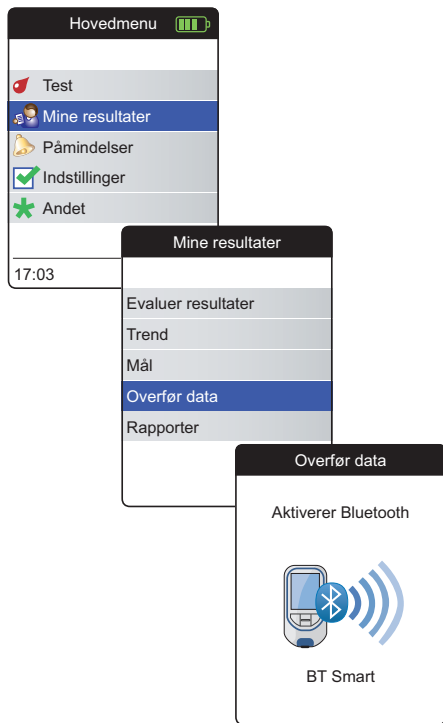 Hovedmenu
Test
Mine resultater
Påmindelser
Indstillinger
Andet
17:03
Mine resultater
Evaluer resultater
Trend
Mål
Overfør data
Rapporter
Overfør data
Aktiverer Bluetooth
BT Smart